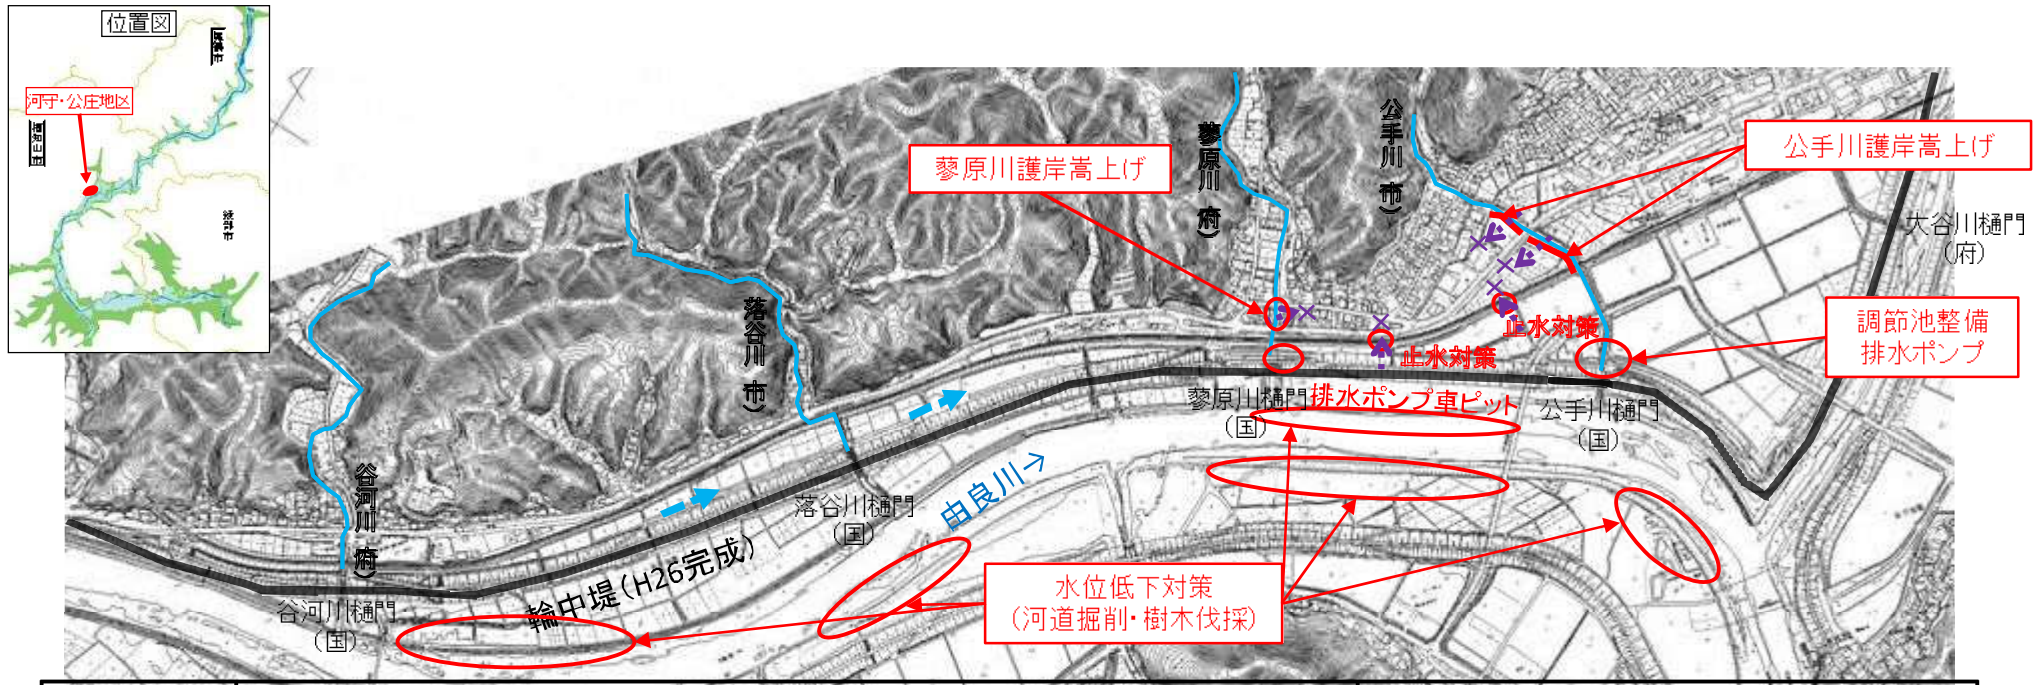 位置図
河守・公庄地区
蓼原川護岸嵩上げ
蓼原川(府)
公手川(市)
公手川護岸嵩上げ
大谷川樋門
(府)
調節池整備
排水ポンプ
止水対策
止水対策
落谷川(市)
谷河川(府)
蓼原川樋門
(国)
排水ポンプ車ピット
公手川樋門
(国)
落谷川樋門
(国)
由良川→
輪中堤(H26完成)
谷河川樋門
(国)
水位低下対策
(河道掘削・樹木伐採)